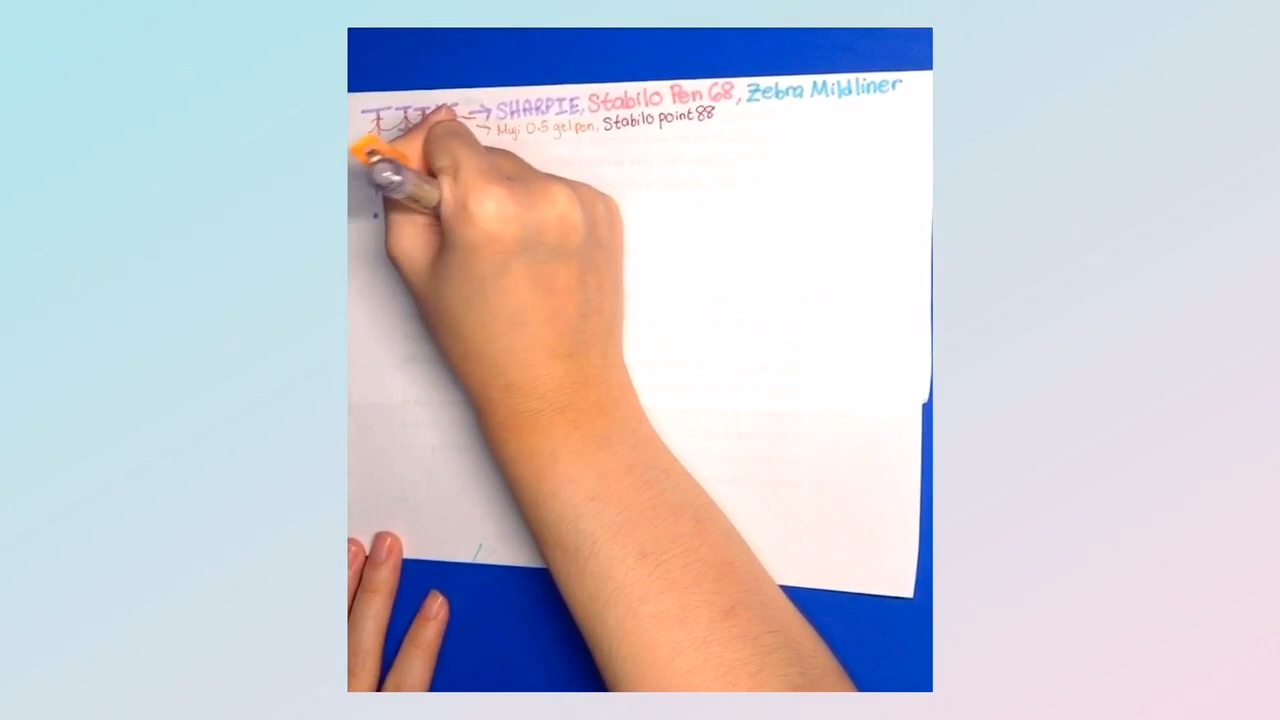 → SHARPIE, Stabilo Pen 68, Zebra Mildliner
→ Muji 0.5 gel pen, Stabilo point 88